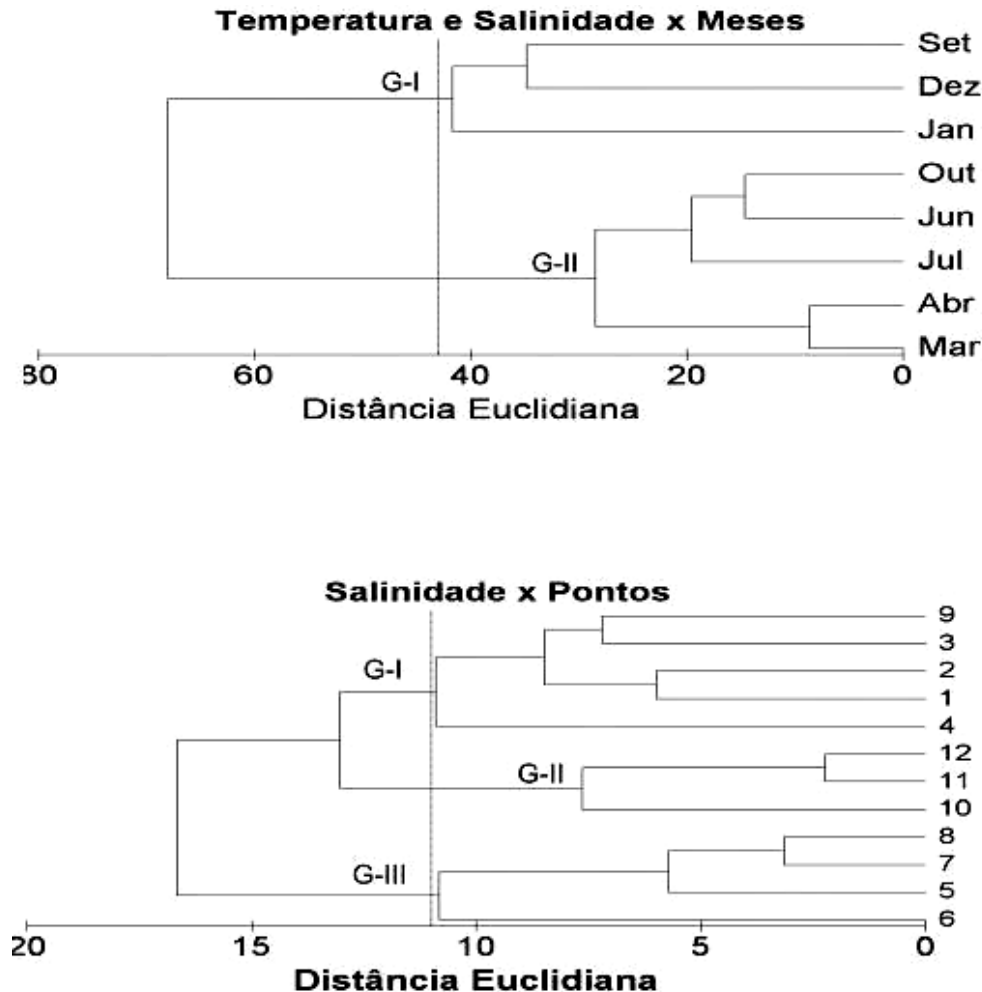 Temperatura e Salinidade x Meses
Set
G-I
Dez
Jan
Out
Jun
G-II
Jul
Abr
Mar
80 60 40 20 0
Distância Euclidiana
Salinidade x Pontos
9
3
G-I
2
1
4
12
G-II
11
10
8
7
G-III
5
6
20 15 10 5 0
Distância Euclidiana